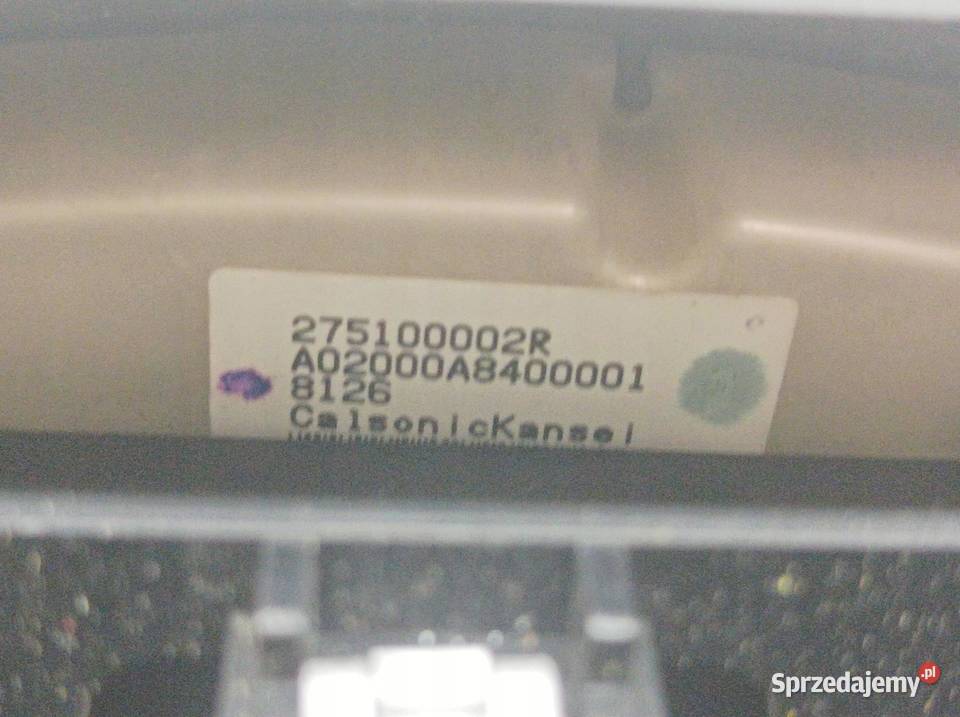 275100002R
A02000A8400001
8126
CalsonicKansei
Sprzedajemy.pl